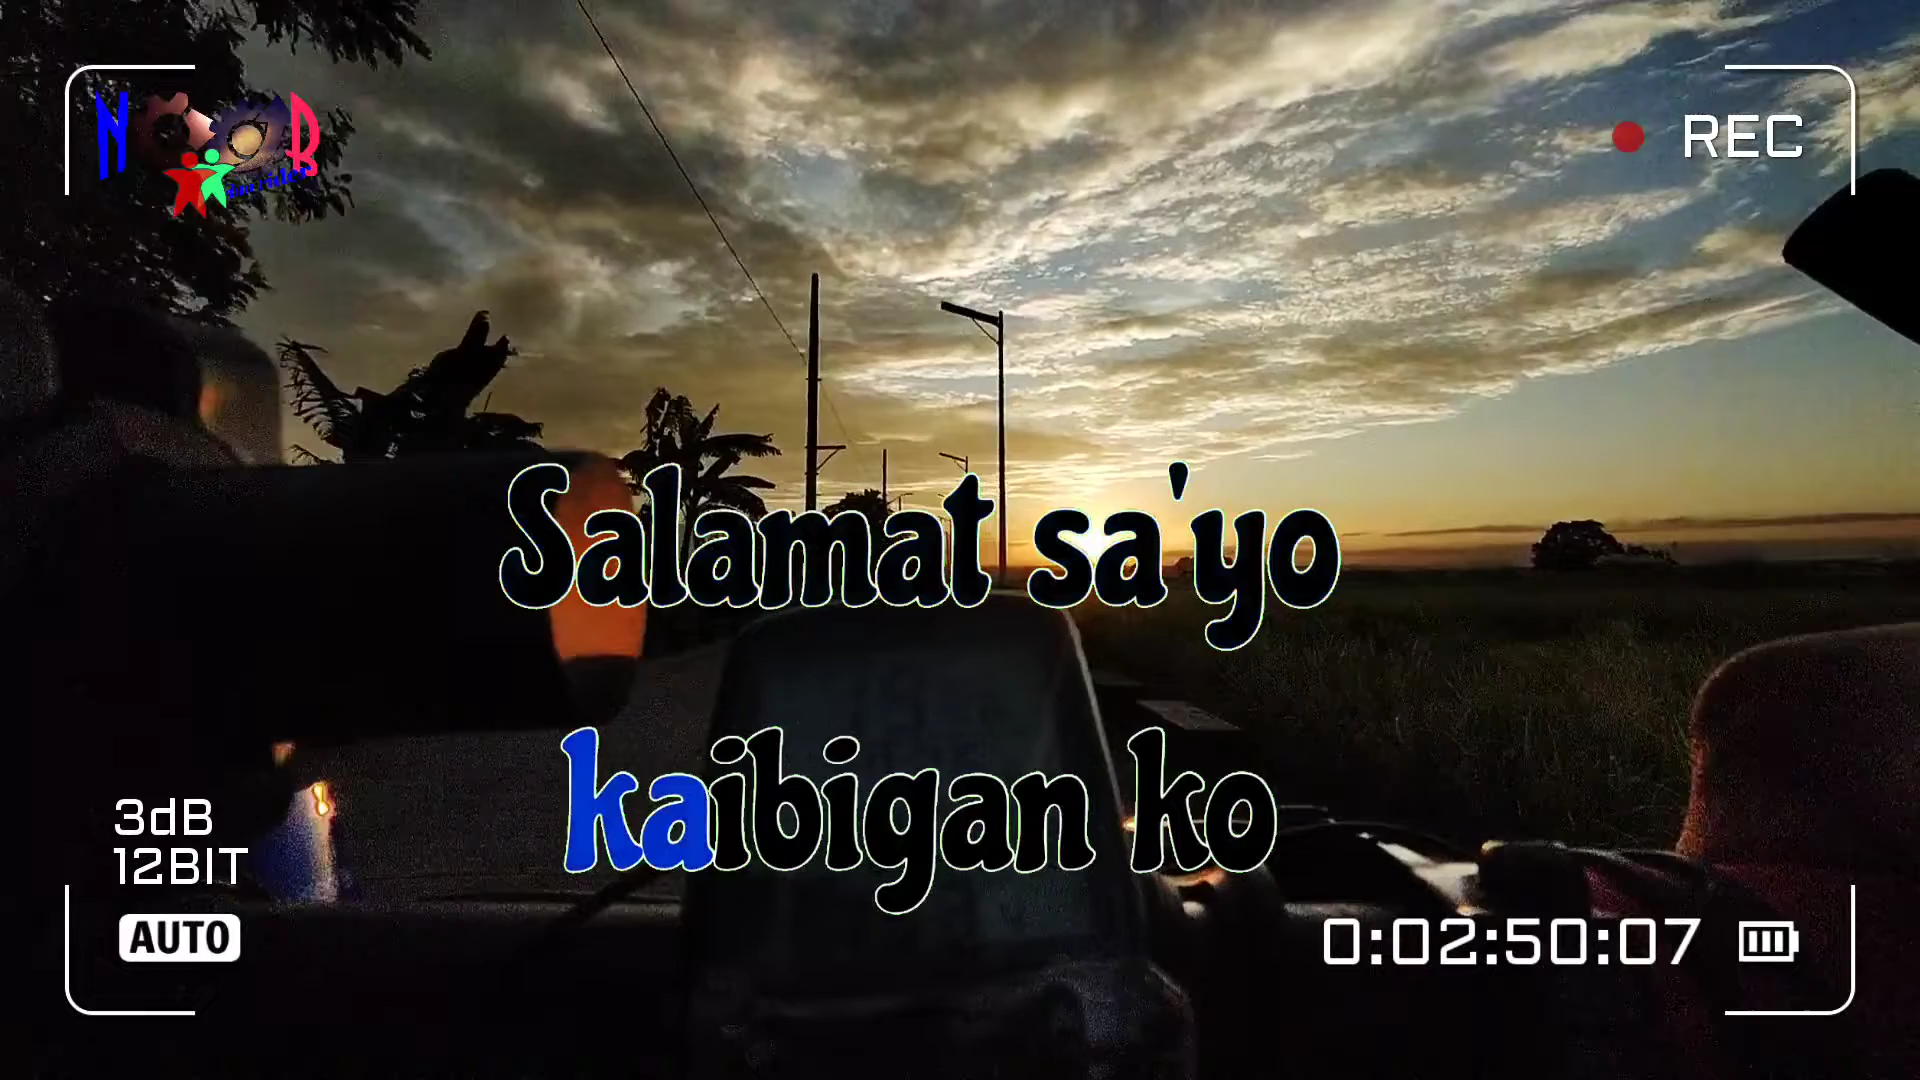 REC
Salamat sa'yo
kaibigan ko
3dB
12BIT
AUTO
0:02:50:07